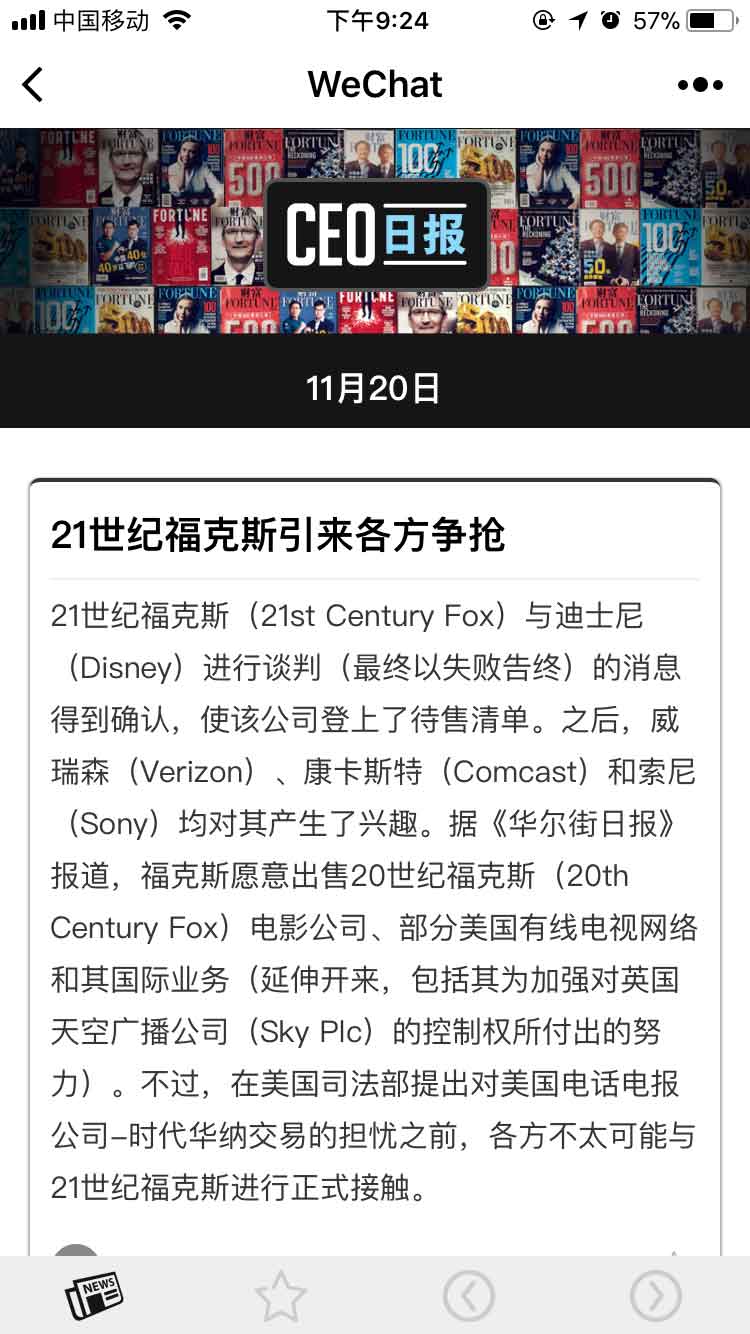 中国移动
下午9:24
57%
WeChat
CEO日报
11月20日
21世纪福克斯引来各方争抢
21世纪福克斯（21st Century Fox）与迪士尼
（Disney）进行谈判（最终以失败告终）的消息
得到确认，使该公司登上了待售清单。之后，威
瑞森（Verizon）、康卡斯特（Comcast）和索尼
（Sony）均对其产生了兴趣。据《华尔街日报》
报道，福克斯愿意出售20世纪福克斯（20th
Century Fox）电影公司、部分美国有线电视网络
和其国际业务（延伸开来，包括其为加强对英国
天空广播公司（Sky Plc）的控制权所付出的努
力）。不过，在美国司法部提出对美国电话电报
公司–时代华纳交易的担忧之前，各方不太可能与
21世纪福克斯进行正式接触。
NEWS